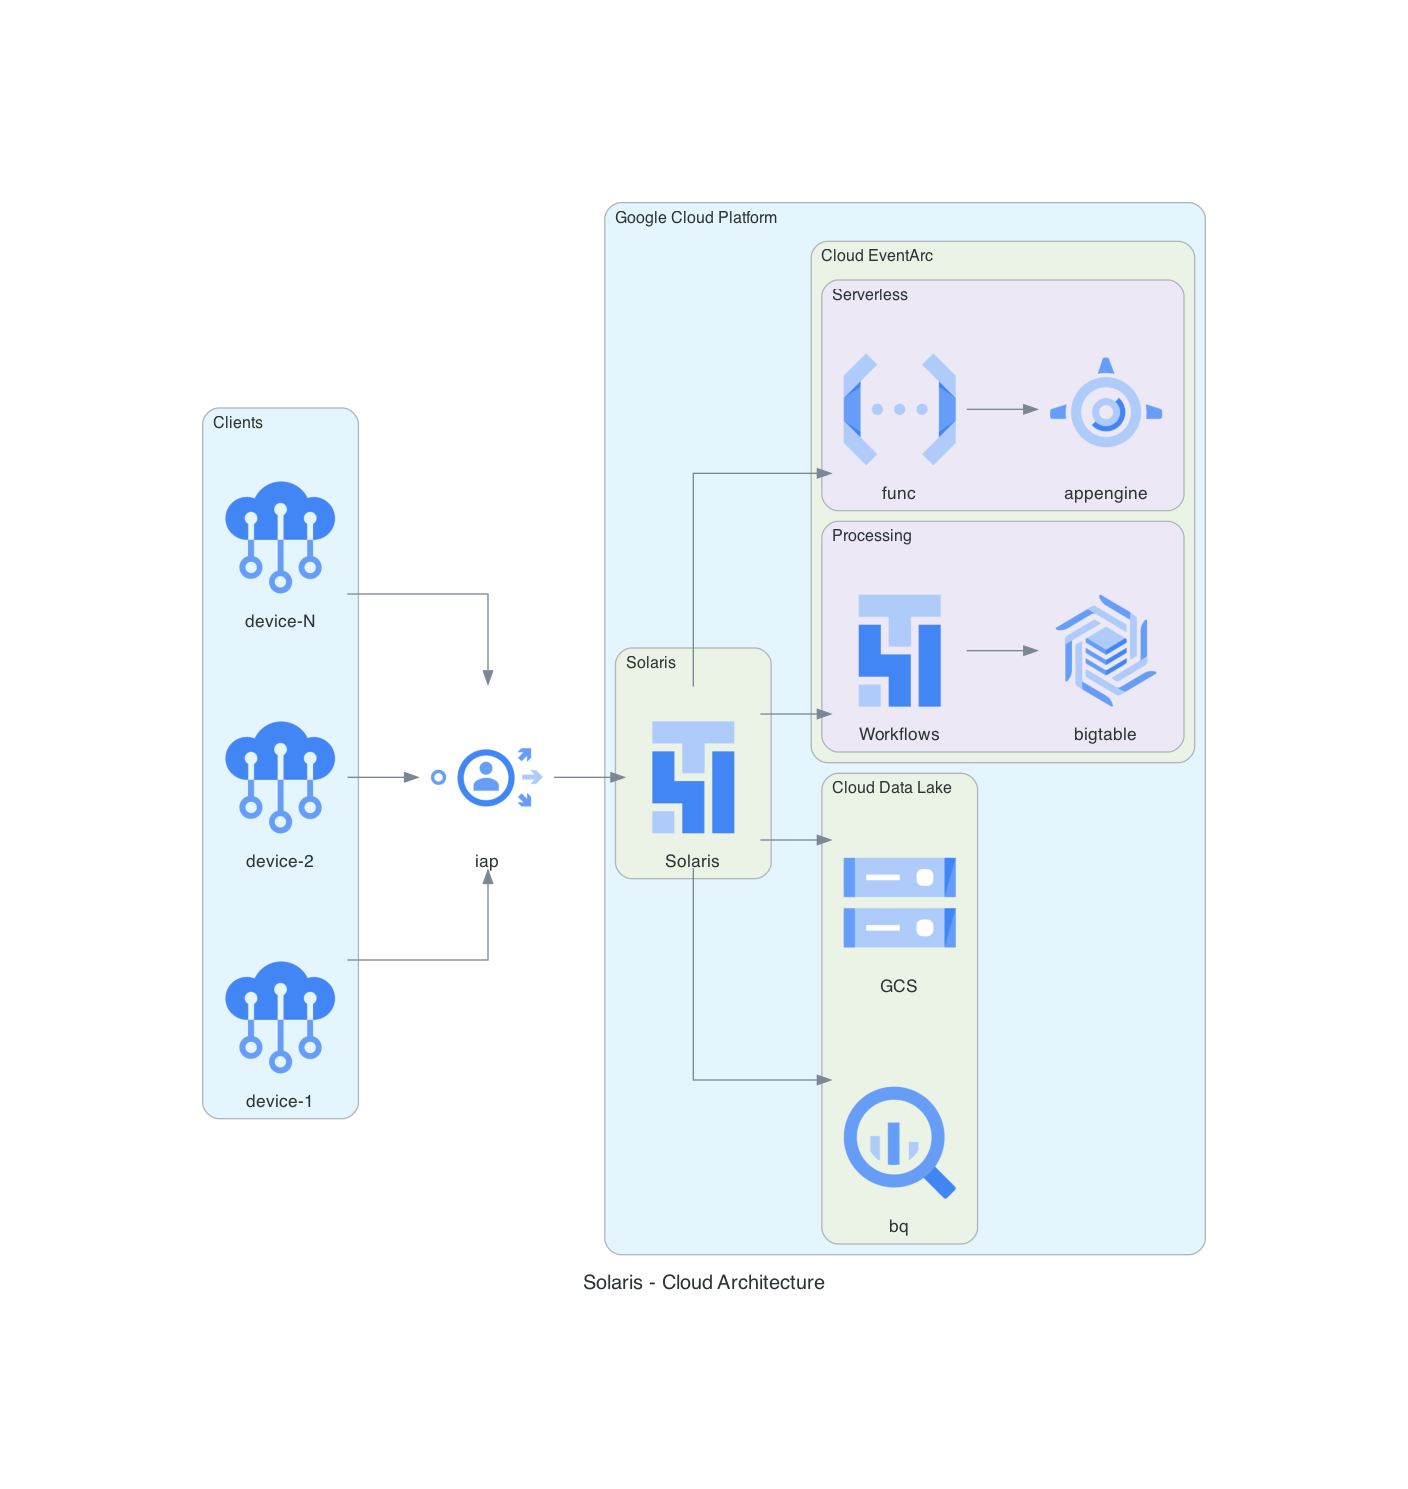 Google Cloud Platform
Cloud EventArc
Serverless
func
appengine
Processing
Workflows
bigtable
Clients
device-N
device-2
device-1
iap
Solaris
Solaris
Cloud Data Lake
GCS
bq
Solaris - Cloud Architecture